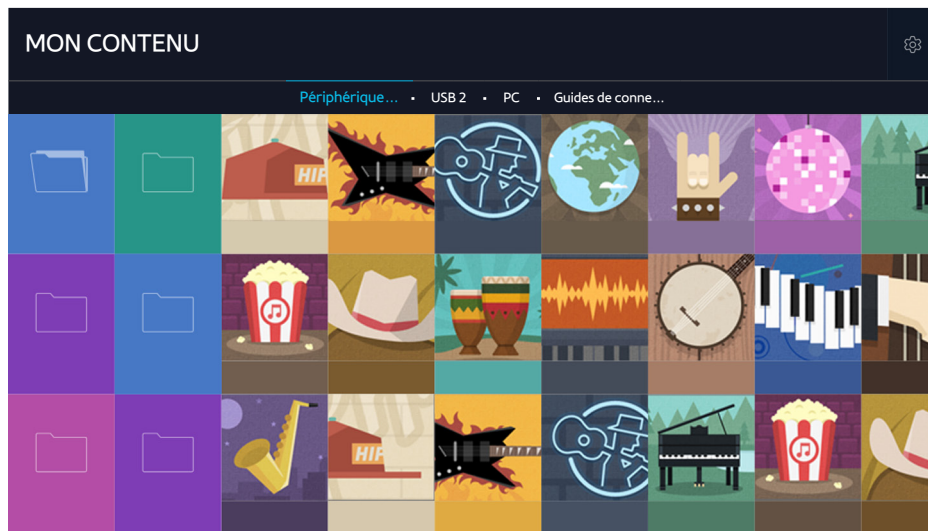 MON CONTENU
Périphérique... • USB 2 • PC • Guides de conne...
HIP
HIP